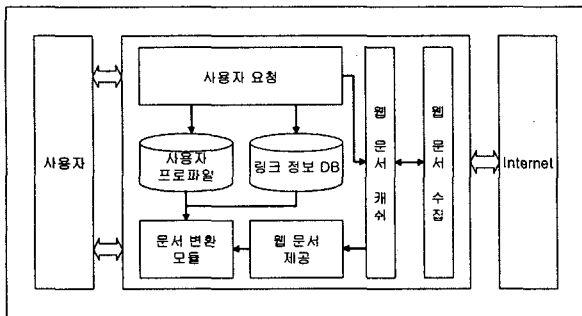 사용자
사용자 요청
사용자
프로파일
링크 정보 DB
문서 변환
모듈
웹 문서
제공
웹 문서 캐쉬
웹 문서 수집
Internet